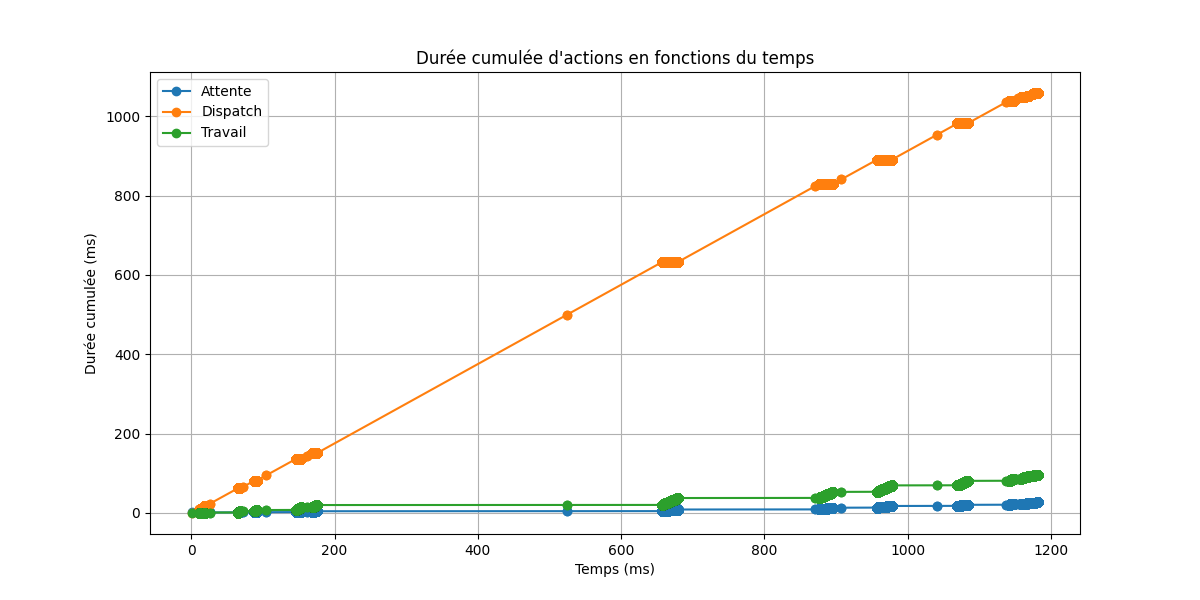 Durée cumulée d'actions en fonctions du temps
Attente
Dispatch
Travail
Durée cumulée (ms)
1000
800
600
400
200
0
0 200 400 600 800 1000 1200
Temps (ms)